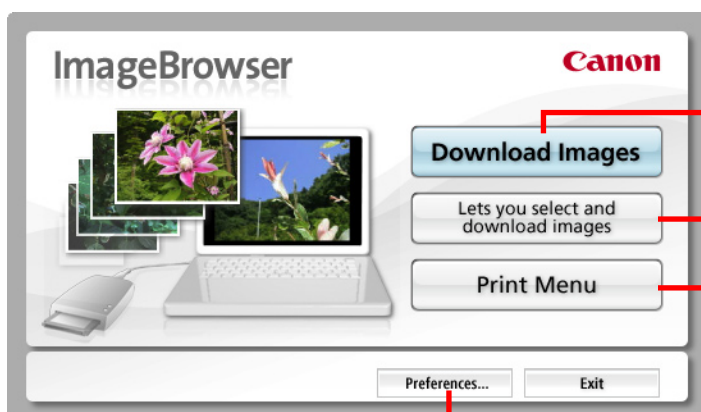 ImageBrowser
Canon
Download Images
Lets you select and
download images
Print Menu
Preferences...
Exit